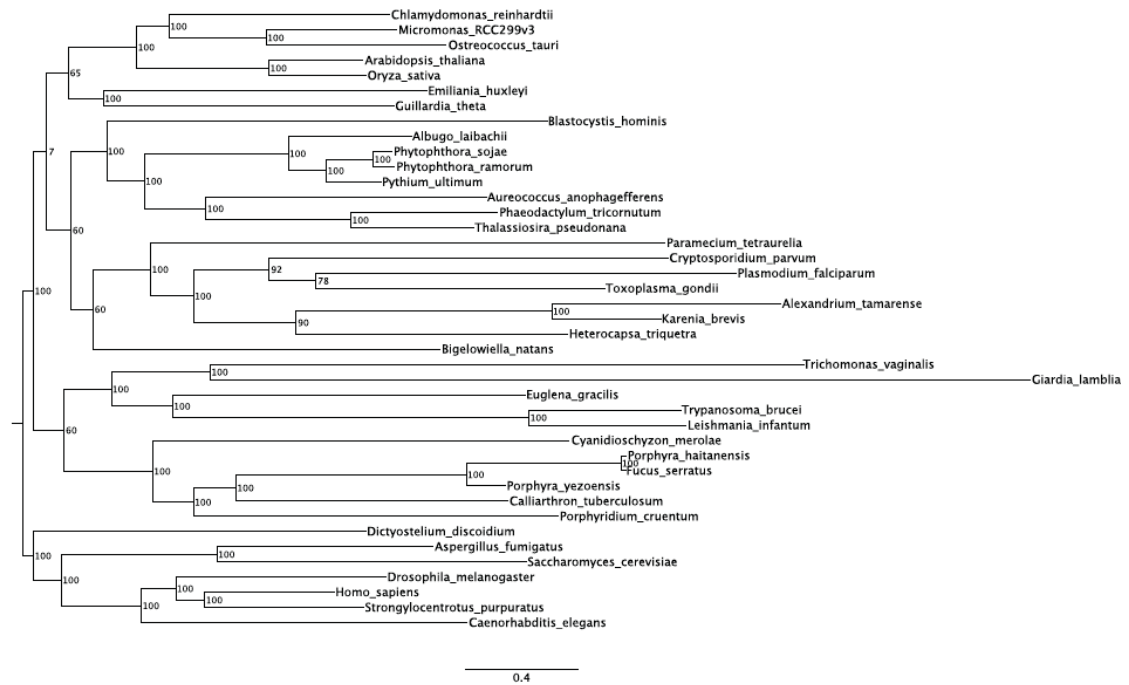 Chlamydomonas_reinhardtii
100
Micromonas_RCC299v3
100
Ostreococcus_tauri
100
Arabidopsis_thaliana
100
Oryza_sativa
65
Emiliania_huxleyi
100
Guillardia_theta
7
Blastocystis_hominis
100
Albugo_laibachii
100
Phytophthora_sojae
100
Phytophthora_ramorum
100
Pythium_ultimum
100
Aureococcus_anophagefferens
100
Phaeodactylum_tricornutum
100
Thalassiosira_pseudonana
60
Paramecium_tetraurelia
100
Cryptosporidium_parvum
92
Plasmodium_falciparum
78
Toxoplasma_gondii
100
Alexandrium_tamarense
100
Karenia_brevis
90
Heterocapsa_triquetra
60
Bigelowiella_natans
100
Trichomonas_vaginalis
100
Giardia_lamblia
100
Euglena_gracilis
100
Trypanosoma_brucei
100
Leishmania_infantum
60
Cyanidioschyzon_merolae
100
Porphyra_haitanensis
100
Fucus_serratus
100
Porphyra_yezoensis
100
Calliarthron_tuberculosum
100
Porphyridium_cruentum
Dictyostelium_discoidium
100
Aspergillus_fumigatus
100
Saccharomyces_cerevisiae
100
Drosophila_melanogaster
100
Homo_sapiens
100
Strongylocentrotus_purpuratus
100
Caenorhabditis_elegans
0.4